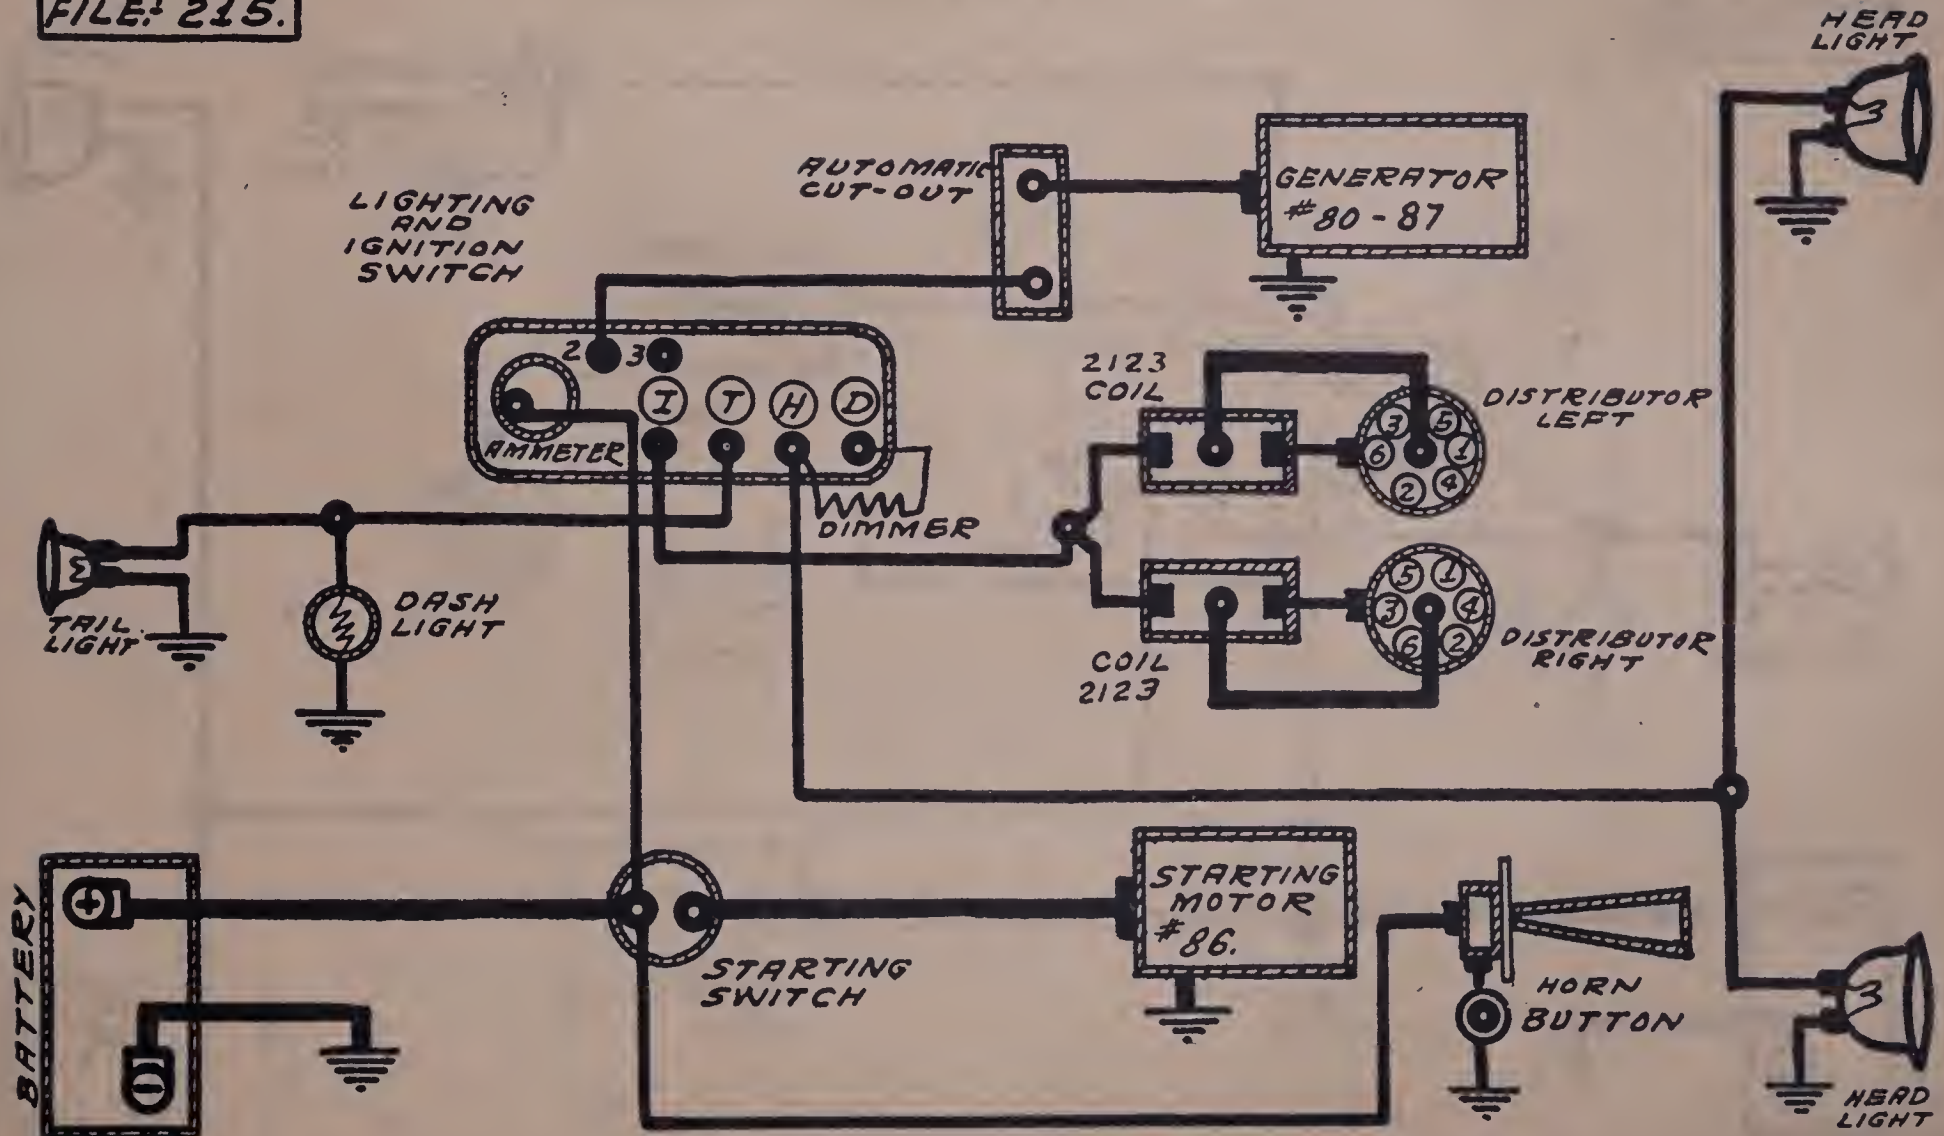 FILE: 215.
HEAD
LIGHT
AUTOMATIC
CUT-OUT
GENERATOR
#80-87
LIGHTING
AND
IGNITION
SWITCH
2 3
I T H D
AMMETER
DIMMER
2123
COIL
3 5
6 1
2 4
DISTRIBUTOR
LEFT
TAIL
LIGHT
DASH
LIGHT
COIL
2123
5 1
3 4
6 2
DISTRIBUTOR
RIGHT
BATTERY
+
-
STARTING
SWITCH
STARTING
MOTOR
#86.
HORN
BUTTON
HEAD
LIGHT